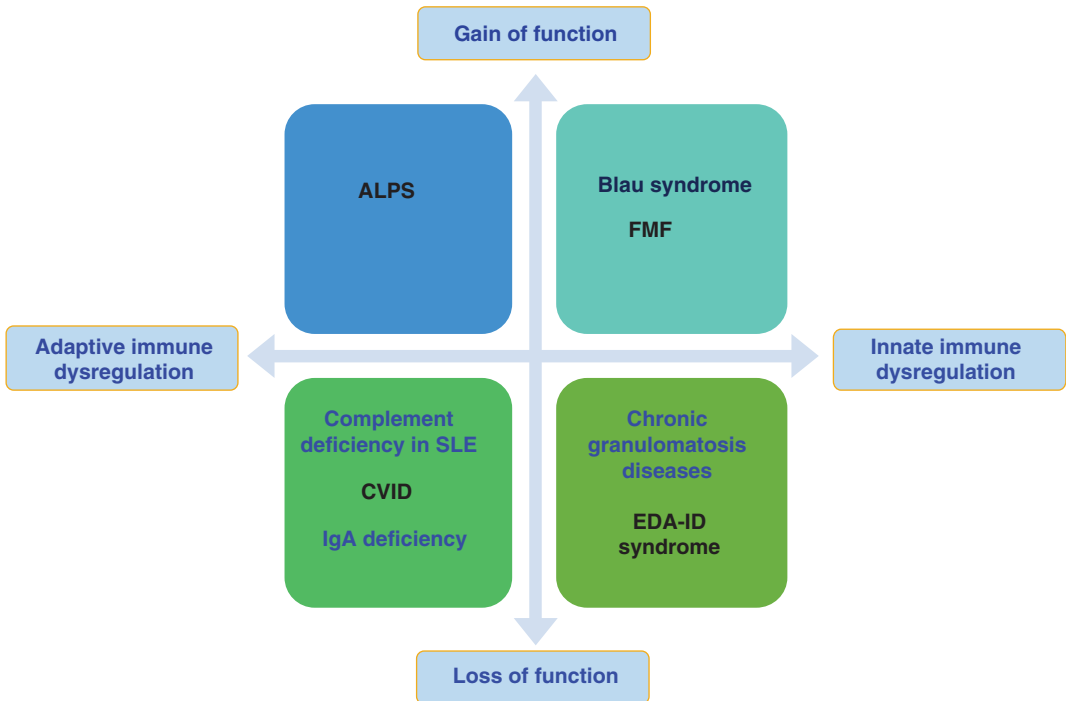 Gain of function
ALPS
Blau syndrome
FMF
Adaptive immune
dysregulation
Innate immune
dysregulation
Complement
deficiency in SLE
CVID
IgA deficiency
Chronic
granulomatosis
diseases
EDA-ID
syndrome
Loss of function